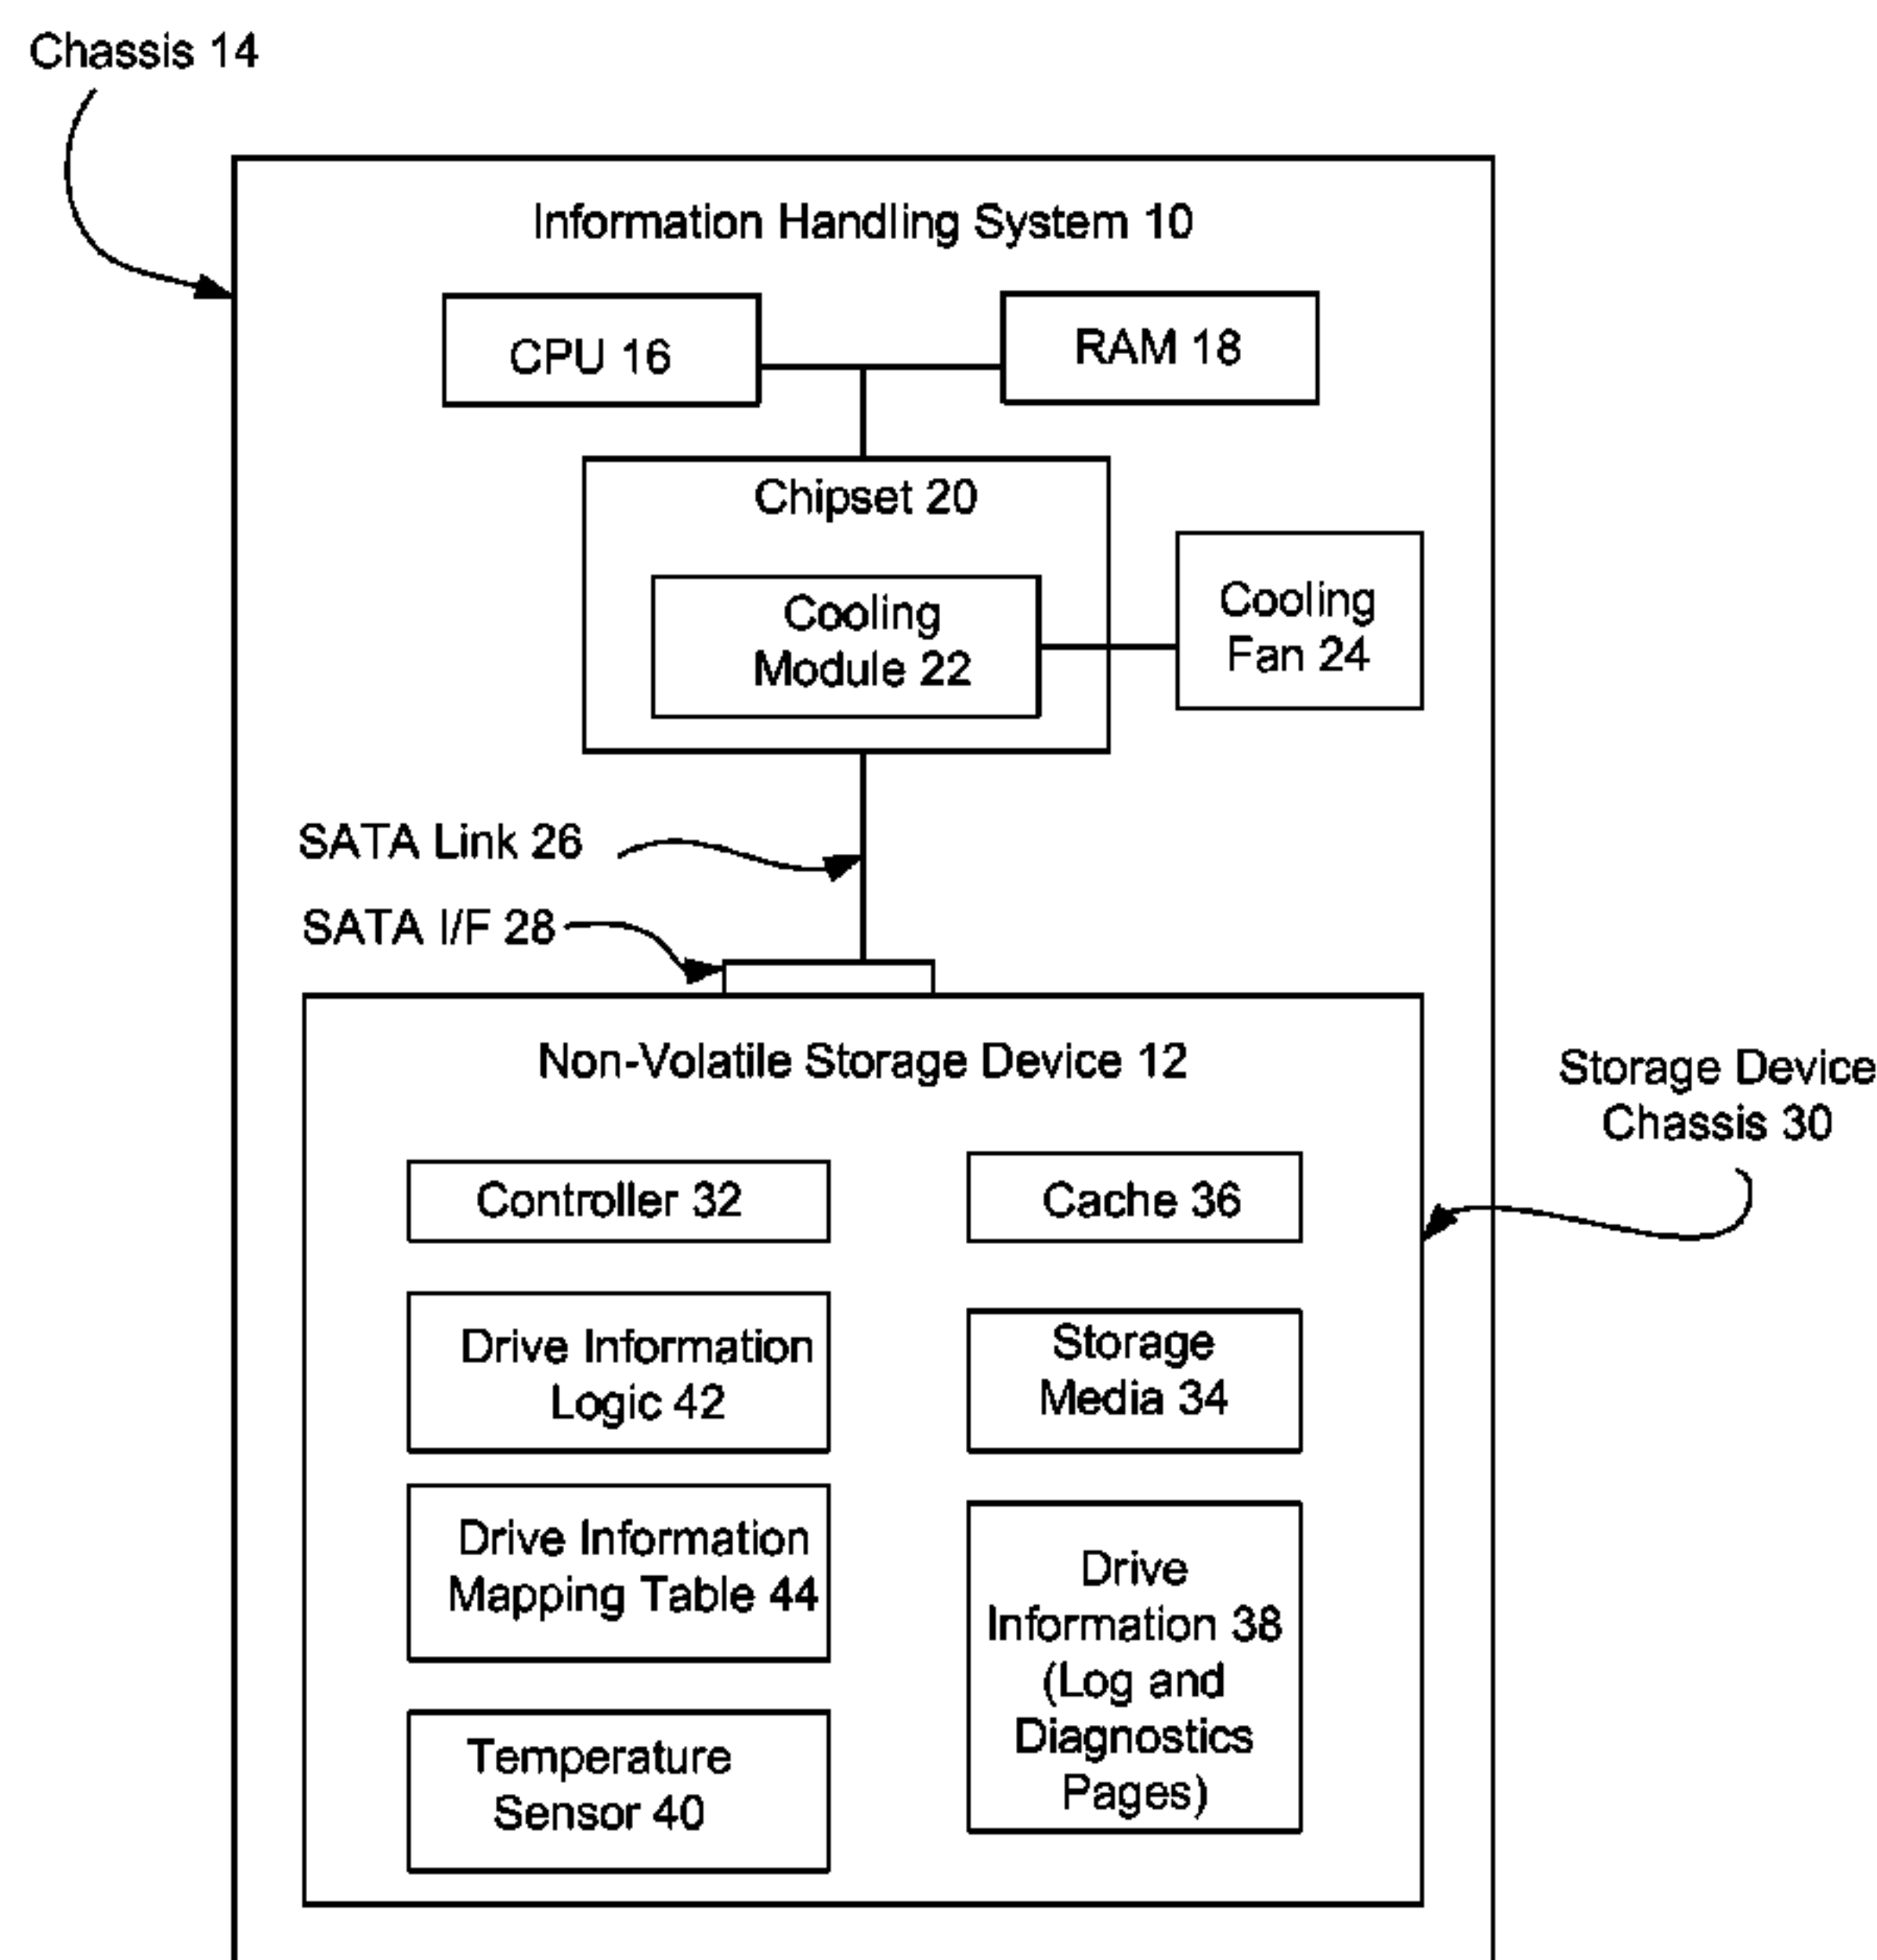 Chassis 14
Information Handling System 10
CPU 16
RAM 18
Chipset 20
Cooling
Module 22
Cooling
Fan 24
SATA Link 26
SATA I/F 28
Non-Volatile Storage Device 12
Storage Device
Chassis 30
Controller 32
Cache 36
Drive Information
Logic 42
Storage
Media 34
Drive Information
Mapping Table 44
Drive
Information 38
(Log and
Diagnostics
Pages)
Temperature
Sensor 40